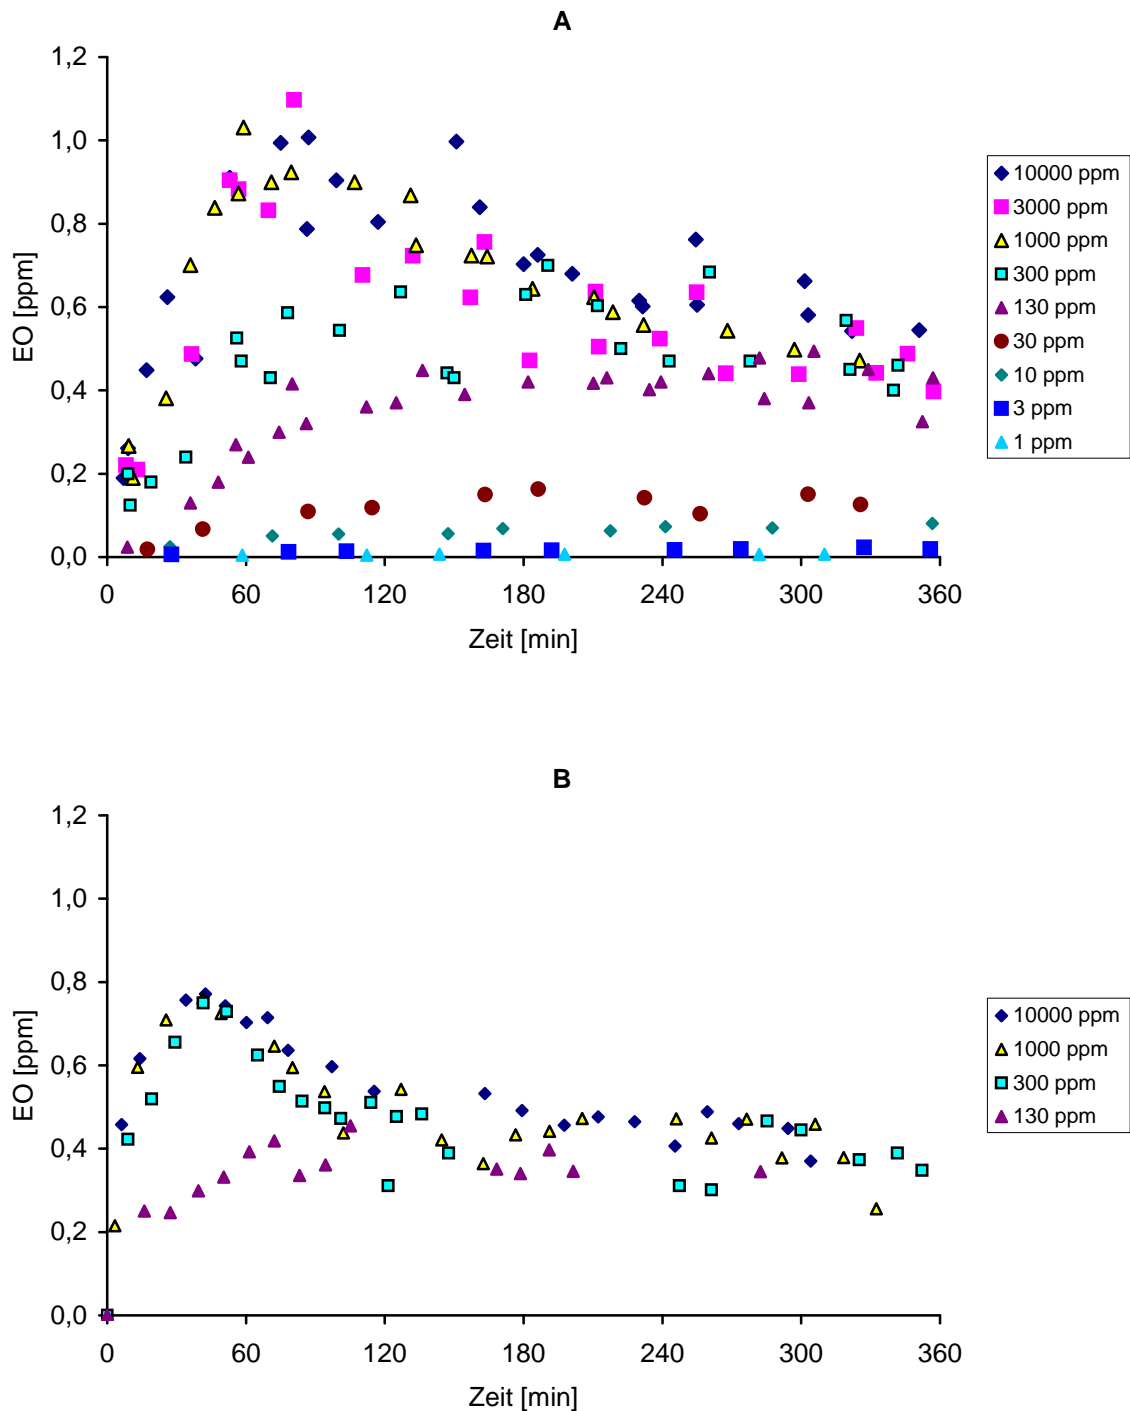 A
1,2
1,0
0,8
0,6
0,4
0,2
0,0
EO [ppm]
0 60 120 180 240 300 360
Zeit [min]
10000 ppm
3000 ppm
1000 ppm
300 ppm
130 ppm
30 ppm
10 ppm
3 ppm
1 ppm
B
1,2
1,0
0,8
0,6
0,4
0,2
0,0
EO [ppm]
0 60 120 180 240 300 360
Zeit [min]
10000 ppm
1000 ppm
300 ppm
130 ppm